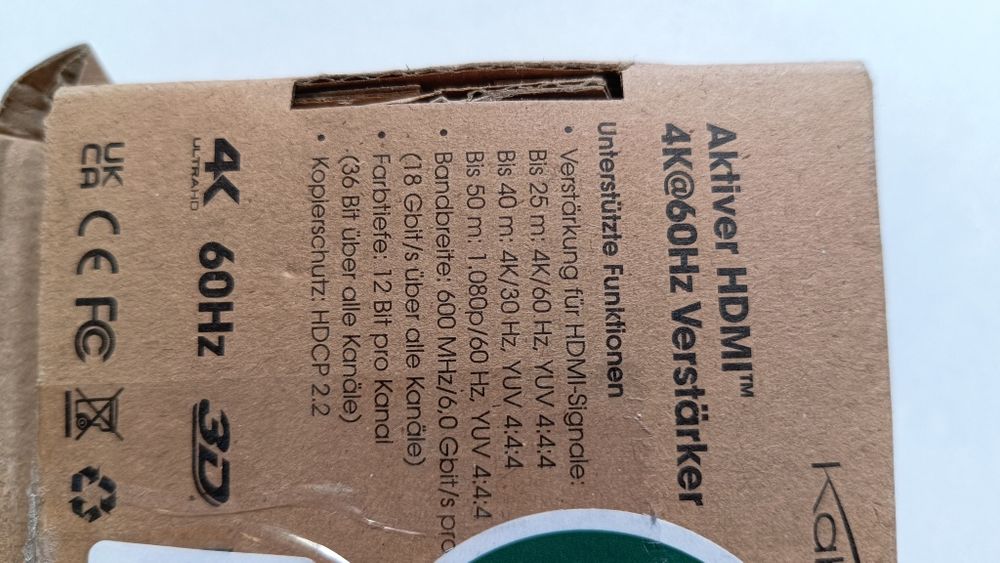 Aktiver HDMI™
4K@60Hz Verstärker
Unterstützte Funktionen
• Verstärkung für HDMI-Signale:
Bis 25 m: 4K/60 Hz, YUV 4:4:4
Bis 40 m: 4K/30 Hz, YUV 4:4:4
Bis 50 m: 1.080p/60 Hz, YUV 4:4:4
• Bandbreite: 600 MHz/6,0 Gbit/s pro
(18 Gbit/s über alle Kanäle)
• Farbtiefe: 12 Bit pro Kanal
(36 Bit über alle Kanäle)
• Kopierschutz: HDCP 2.2
4K ULTRAHD 60Hz 3D
UK CA CE FC